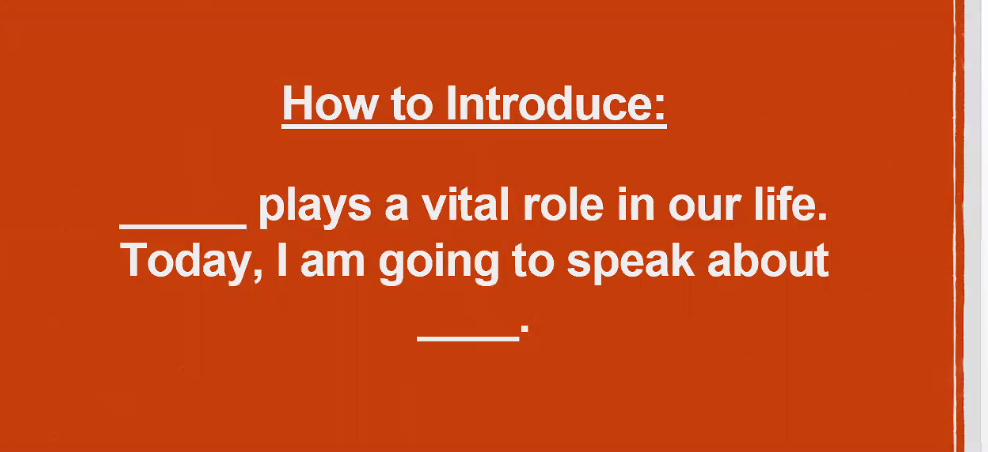 How to Introduce:
_____ plays a vital role in our life.
Today, I am going to speak about
____.